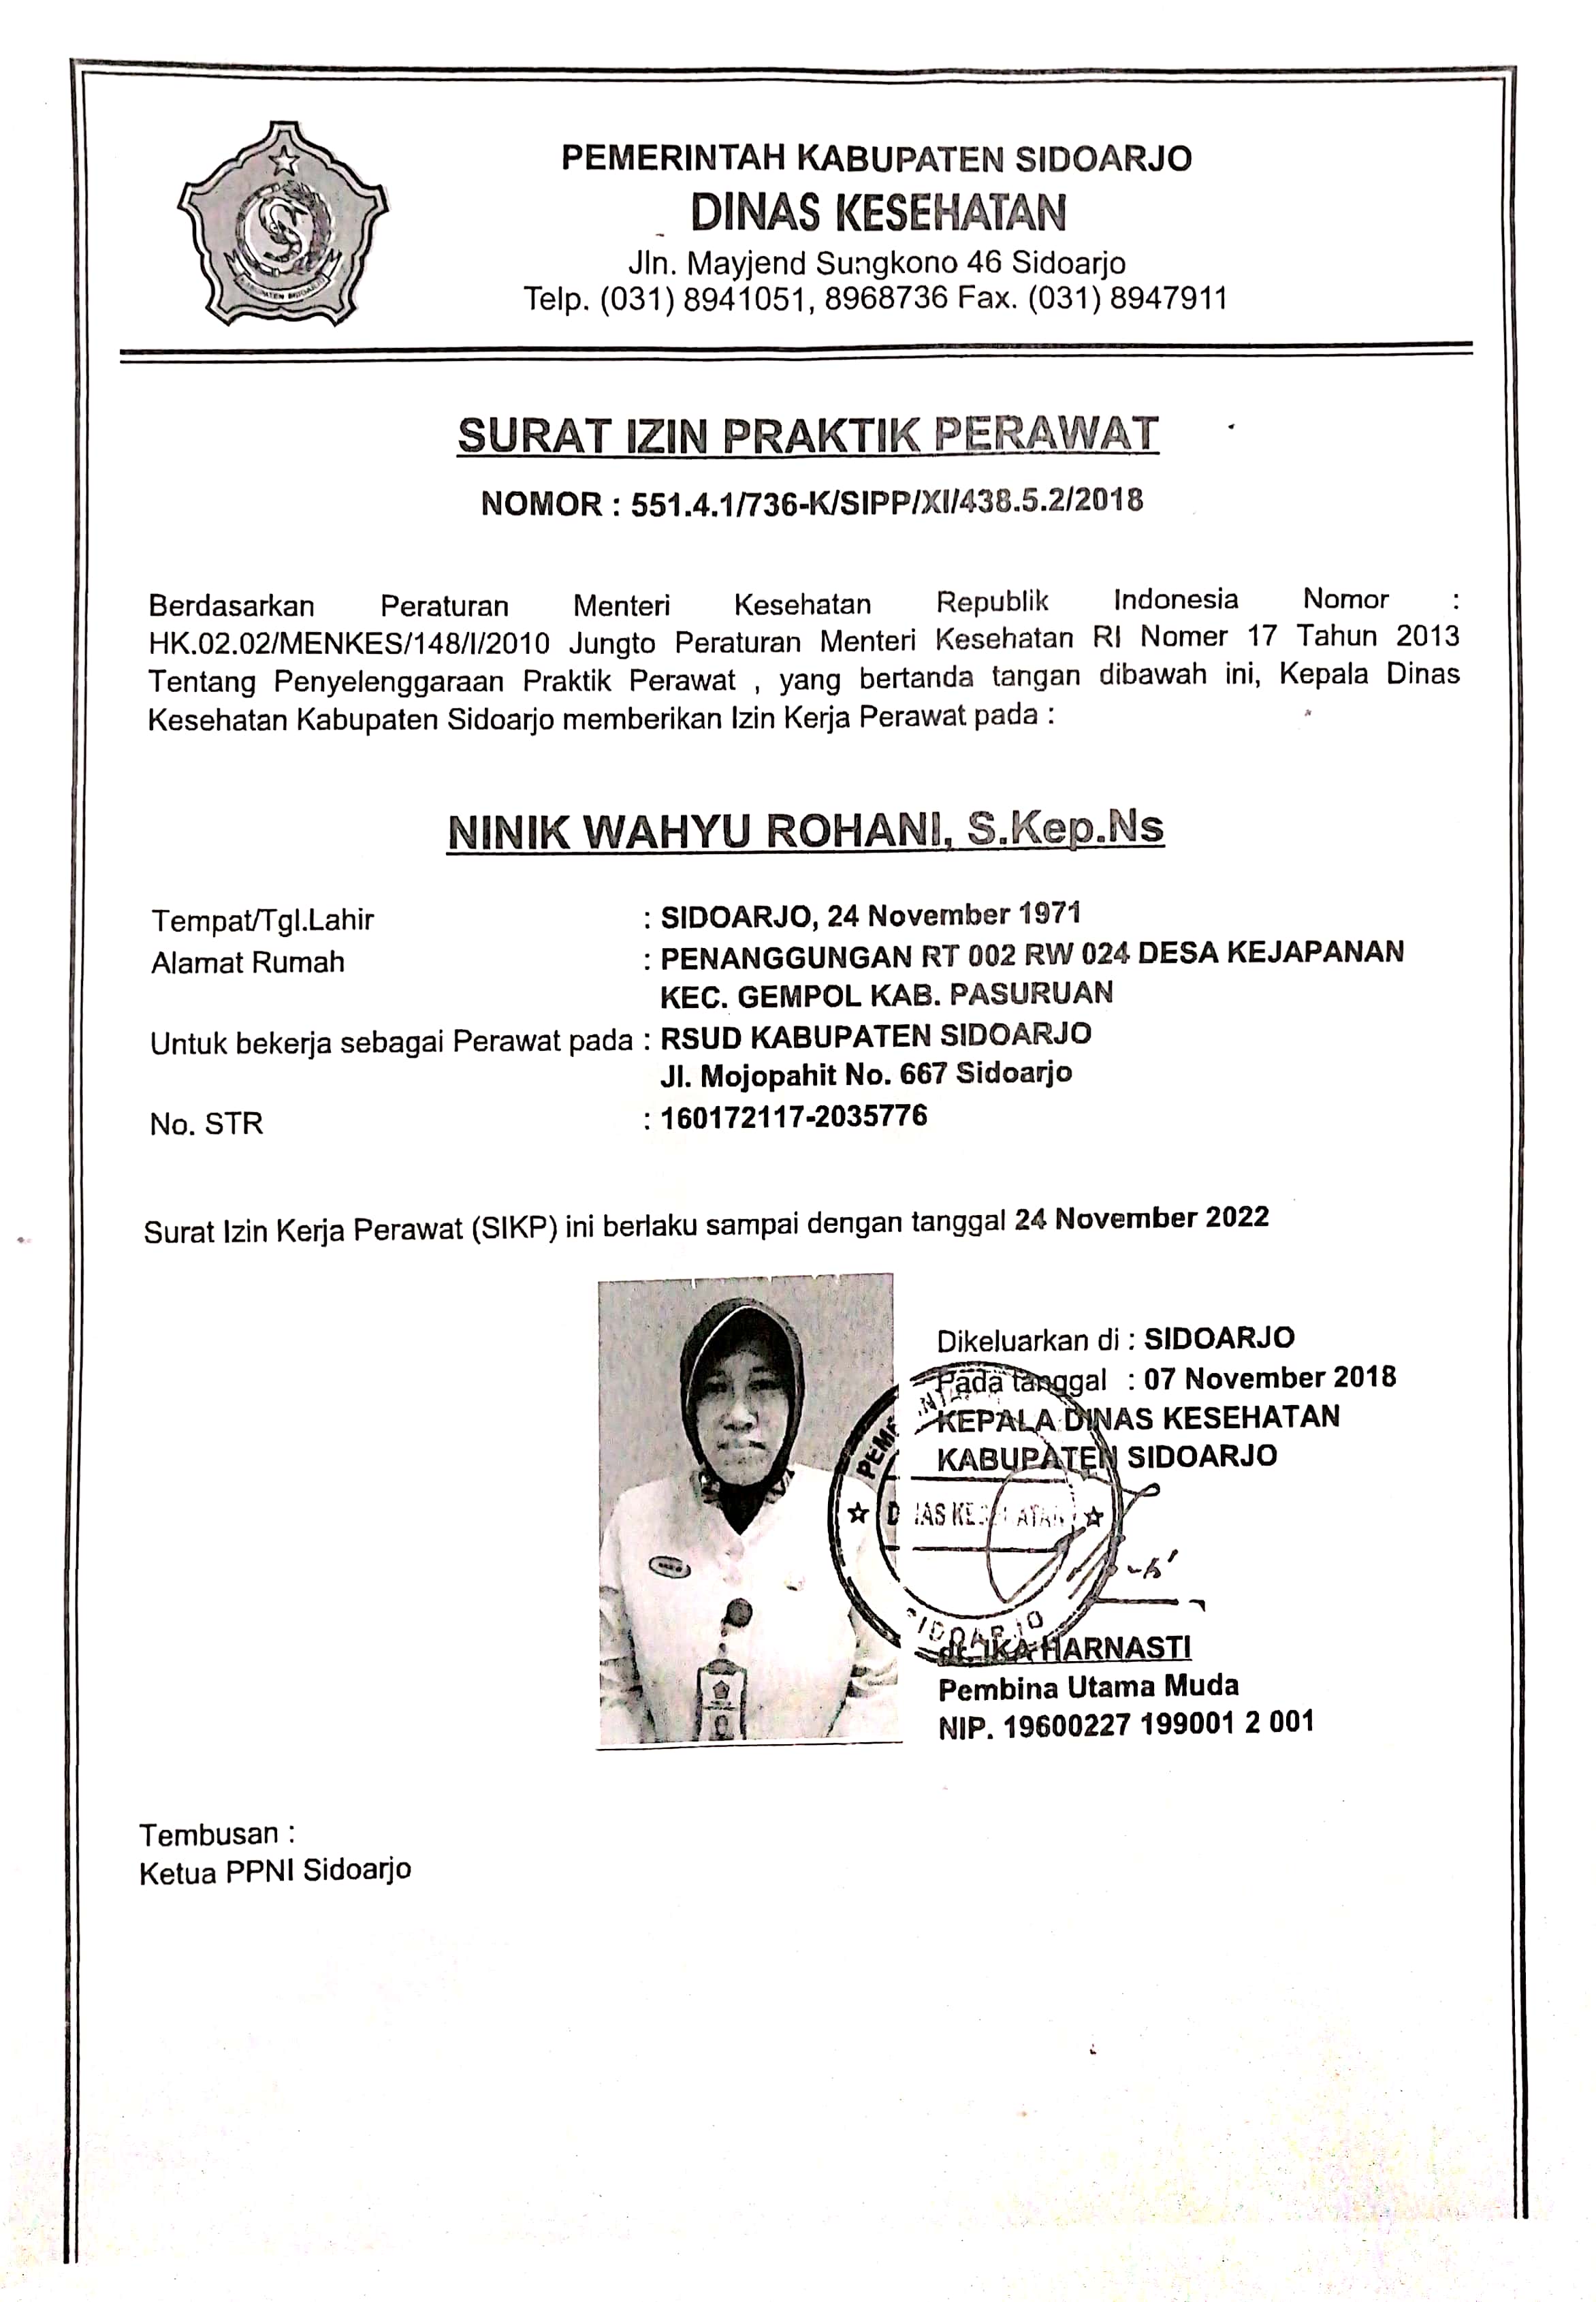 PEMERINTAH KABUPATEN SIDOARJO
DINAS KESEHATAN
Jln. Mayjend Sungkono 46 Sidoarjo
Telp. (031) 8941051, 8968736 Fax. (031) 8947911
KABUPATEN SIDOARJO
SURAT IZIN PRAKTIK PERAWAT
NOMOR : 551.4.1/736-K/SIPP/XI/438.5.2/2018
Berdasarkan Peraturan Menteri Kesehatan Republik Indonesia Nomor :
HK.02.02/MENKES/148/I/2010 Jungto Peraturan Menteri Kesehatan RI Nomer 17 Tahun 2013
Tentang Penyelenggaraan Praktik Perawat , yang bertanda tangan dibawah ini, Kepala Dinas
Kesehatan Kabupaten Sidoarjo memberikan Izin Kerja Perawat pada :
NINIK WAHYU ROHANI, S.Kep.Ns
Tempat/Tgl.Lahir : SIDOARJO, 24 November 1971
Alamat Rumah : PENANGGUNGAN RT 002 RW 024 DESA KEJAPANAN
KEC. GEMPOL KAB. PASURUAN
Untuk bekerja sebagai Perawat pada : RSUD KABUPATEN SIDOARJO
Jl. Mojopahit No. 667 Sidoarjo
No. STR : 160172117-2035776
Surat Izin Kerja Perawat (SIKP) ini berlaku sampai dengan tanggal 24 November 2022
Dikeluarkan di : SIDOARJO
Pada tanggal : 07 November 2018
KEPALA DINAS KESEHATAN
KABUPATEN SIDOARJO
DINAS KESEHATAN
SIDOARJO
dr. IKA HARNASTI
Pembina Utama Muda
NIP. 19600227 199001 2 001
Tembusan :
Ketua PPNI Sidoarjo